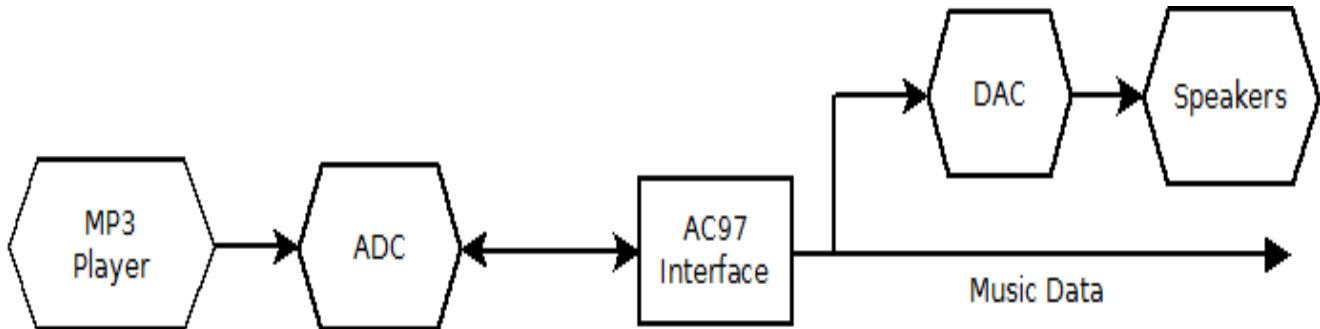 MP3
Player
ADC
AC97
Interface
DAC
Speakers
Music Data